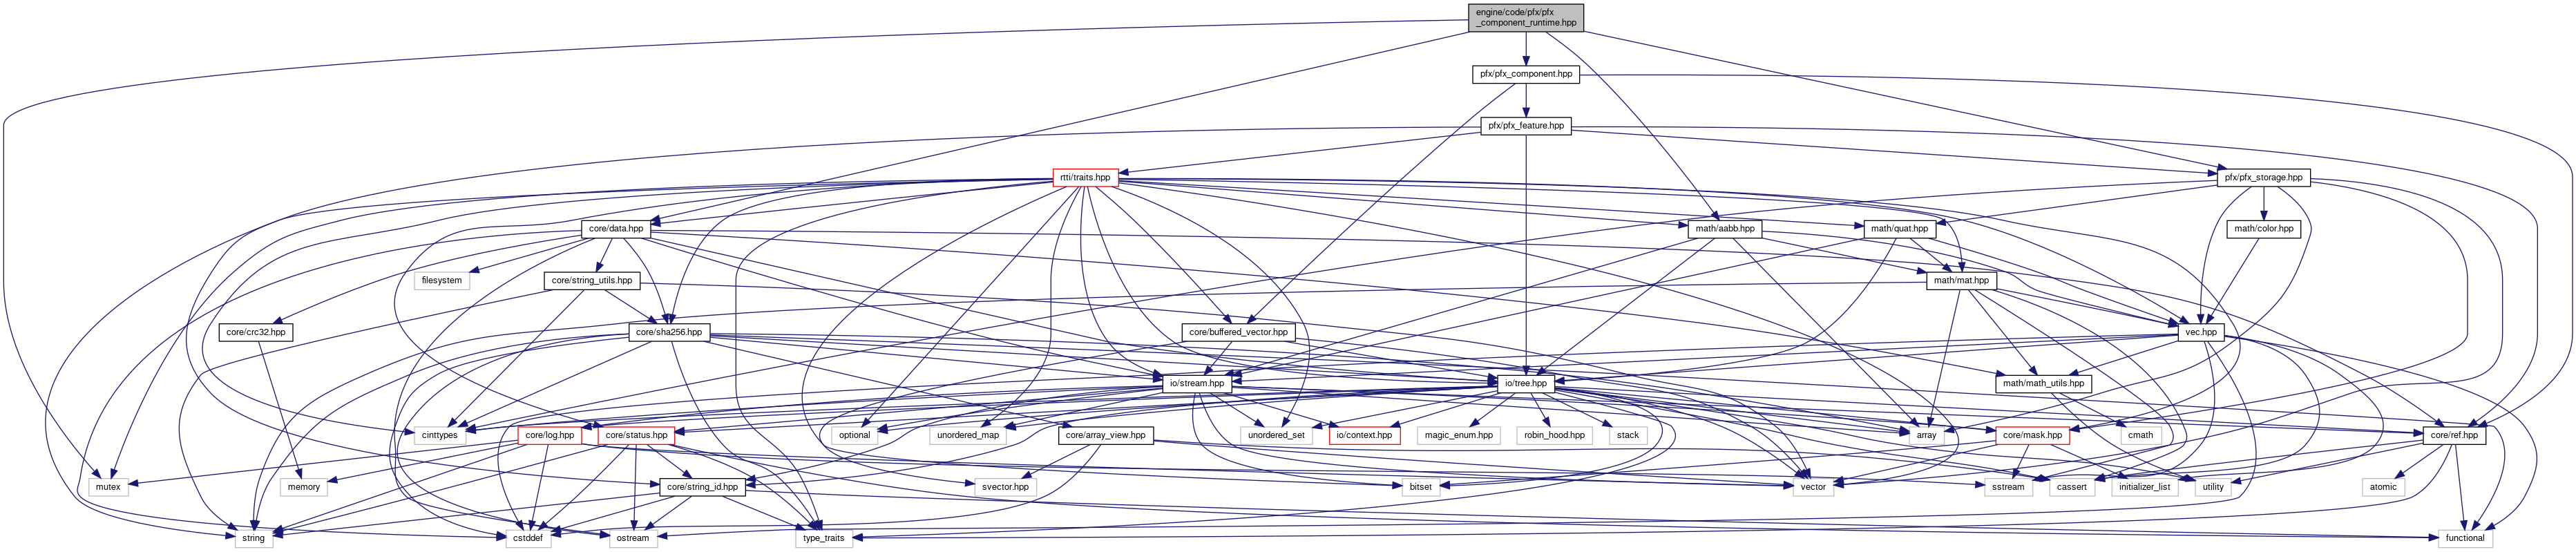 engine/code/pfx/pfx
_component_runtime.hpp
pfx/pfx_component.hpp
pfx/pfx_feature.hpp
rtti/traits.hpp
pfx/pfx_storage.hpp
core/data.hpp
math/aabb.hpp
math/quat.hpp
math/color.hpp
filesystem
core/string_utils.hpp
math/mat.hpp
core/crc32.hpp
core/sha256.hpp
core/buffered_vector.hpp
vec.hpp
io/stream.hpp
io/tree.hpp
math/math_utils.hpp
cinttypes
core/log.hpp
core/status.hpp
optional
unordered_map
core/array_view.hpp
unordered_set
io/context.hpp
magic_enum.hpp
robin_hood.hpp
stack
array
core/mask.hpp
cmath
core/ref.hpp
mutex
memory
core/string_id.hpp
bitset
svector.hpp
vector
sstream
cassert
initializer_list
utility
atomic
string
cstddef
ostream
type_traits
functional